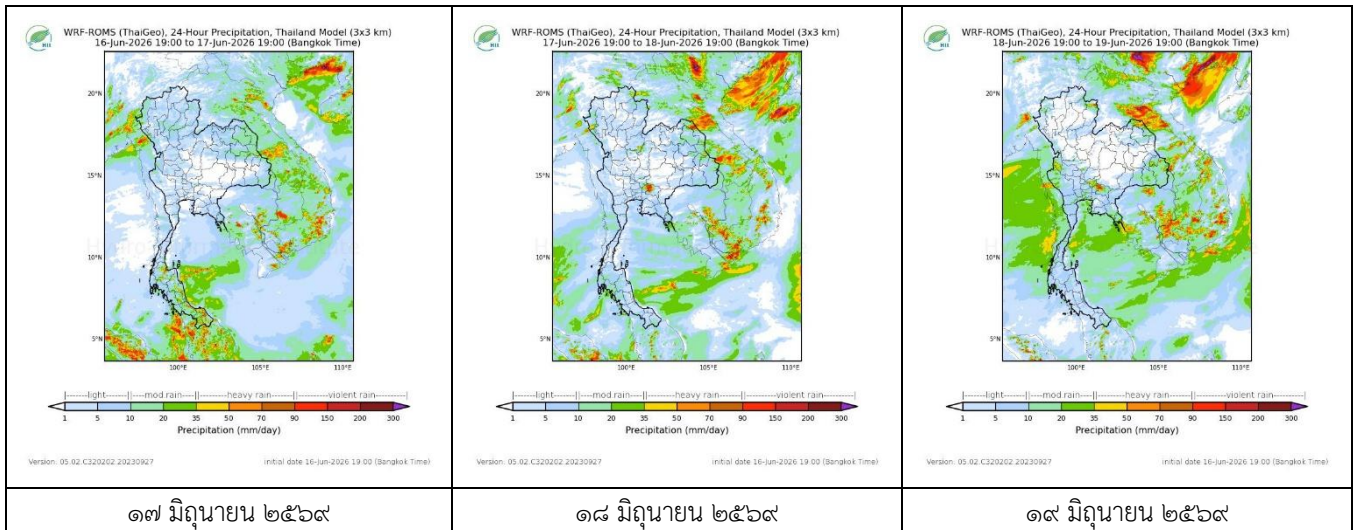 HII
WRF-ROMS (ThaiGeo), 24-Hour Precipitation, Thailand Model (3x3 km)
16-Jun-2026 19:00 to 17-Jun-2026 19:00 (Bangkok Time)
20°N
15°N
10°N
5°N
100°E 105°E 110°E
|------light------||---mod rain---||------heavy rain------||------violent rain------|
1 5 10 20 35 50 70 90 150 200 300
Precipitation (mm/day)
Version: 05.02.C320202.20230927 initial date 16-Jun-2026 19:00 (Bangkok Time)
๑๗ มิถุนายน ๒๕๖๙
HII
WRF-ROMS (ThaiGeo), 24-Hour Precipitation, Thailand Model (3x3 km)
17-Jun-2026 19:00 to 18-Jun-2026 19:00 (Bangkok Time)
20°N
15°N
10°N
5°N
100°E 105°E 110°E
|------light------||---mod rain---||------heavy rain------||------violent rain------|
1 5 10 20 35 50 70 90 150 200 300
Precipitation (mm/day)
Version: 05.02.C320202.20230927 initial date 16-Jun-2026 19:00 (Bangkok Time)
๑๘ มิถุนายน ๒๕๖๙
HII
WRF-ROMS (ThaiGeo), 24-Hour Precipitation, Thailand Model (3x3 km)
18-Jun-2026 19:00 to 19-Jun-2026 19:00 (Bangkok Time)
20°N
15°N
10°N
5°N
100°E 105°E 110°E
|------light------||---mod rain---||------heavy rain------||------violent rain------|
1 5 10 20 35 50 70 90 150 200 300
Precipitation (mm/day)
Version: 05.02.C320202.20230927 initial date 16-Jun-2026 19:00 (Bangkok Time)
๑๙ มิถุนายน ๒๕๖๙